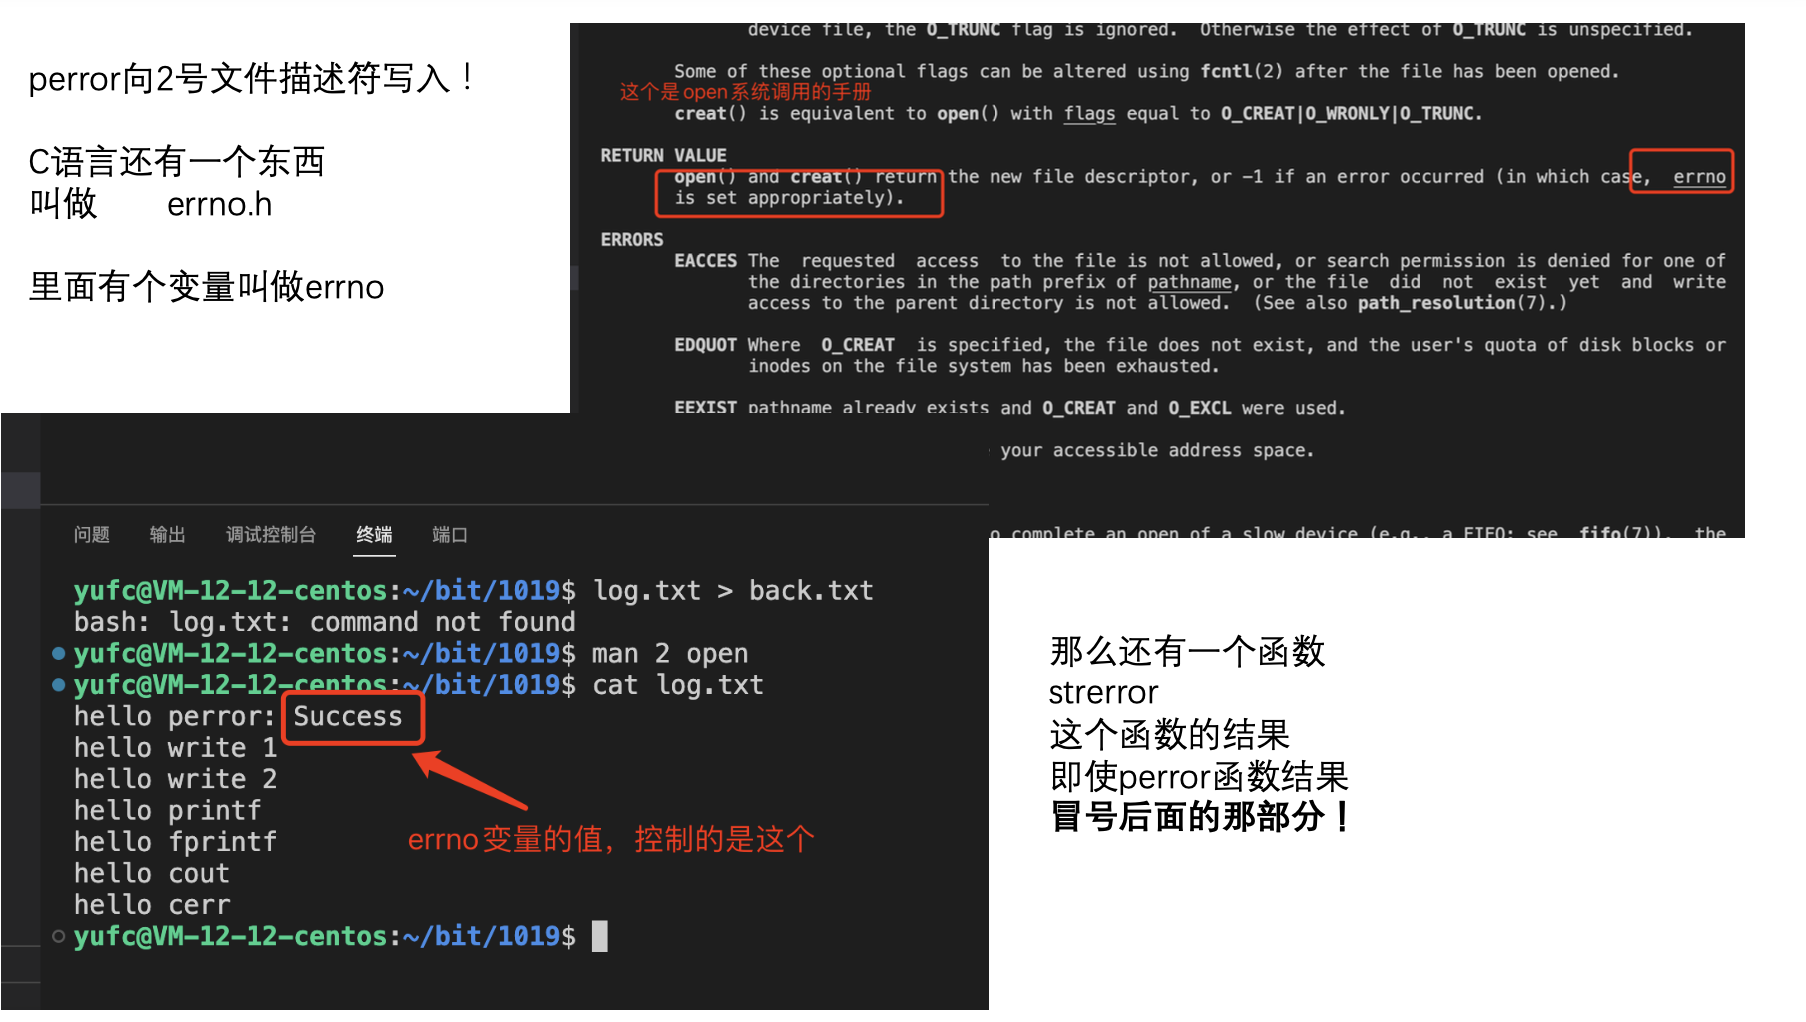 perror向2号文件描述符写入！
C语言还有一个东西
叫做 errno.h
里面有个变量叫做errno
device file, the O_TRUNC flag is ignored. Otherwise the effect of O_TRUNC is unspecified.
Some of these optional flags can be altered using fcntl(2) after the file has been opened.
这个是open系统调用的手册
creat() is equivalent to open() with flags equal to O_CREAT|O_WRONLY|O_TRUNC.
RETURN VALUE
open() and creat() return the new file descriptor, or -1 if an error occurred (in which case, errno
is set appropriately).
ERRORS
EACCES The requested access to the file is not allowed, or search permission is denied for one of
the directories in the path prefix of pathname, or the file did not exist yet and write
access to the parent directory is not allowed. (See also path_resolution(7).)
EDQUOT Where O_CREAT is specified, the file does not exist, and the user's quota of disk blocks or
inodes on the file system has been exhausted.
EEXIST pathname already exists and O_CREAT and O_EXCL were used.
your accessible address space.
o complete an open of a slow device (e.g., a FIFO; see fifo(7)), the
问题 输出 调试控制台 终端 端口
yufc@VM-12-12-centos:~/bit/1019$ log.txt > back.txt
bash: log.txt: command not found
yufc@VM-12-12-centos:~/bit/1019$ man 2 open
yufc@VM-12-12-centos:~/bit/1019$ cat log.txt
hello perror: Success
hello write 1
hello write 2
hello printf
hello fprintf
hello cout
hello cerr
yufc@VM-12-12-centos:~/bit/1019$
errno变量的值，控制的是这个
那么还有一个函数
strerror
这个函数的结果
即使perror函数结果
冒号后面的那部分！